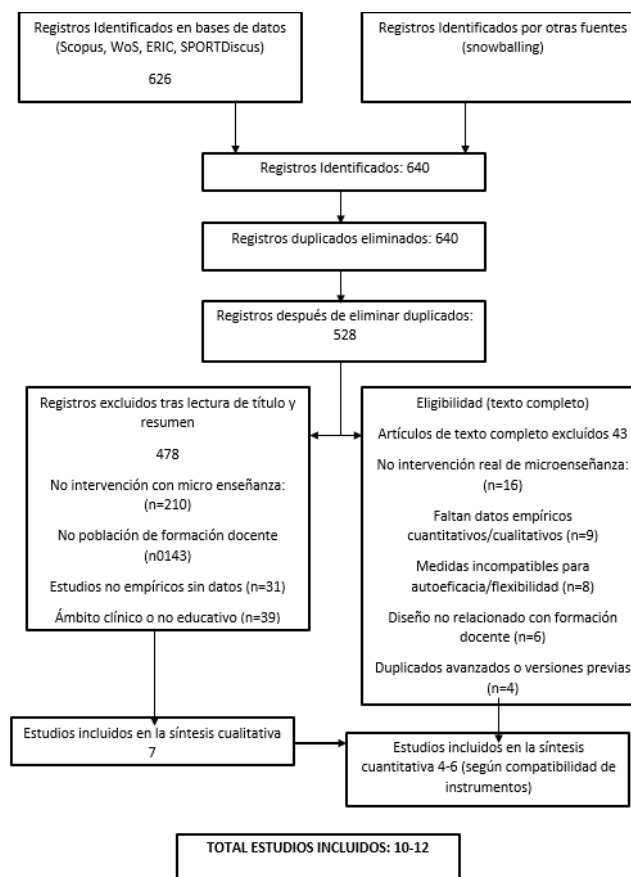 Registros Identificados en bases de datos
(Scopus, WoS, ERIC, SPORTDiscus)
626
Registros Identificados por otras fuentes
(snowballing)
Registros Identificados: 640
Registros duplicados eliminados: 640
Registros después de eliminar duplicados:
528
Registros excluidos tras lectura de título y
resumen
478
No intervención con micro enseñanza:
(n=210)
No población de formación docente
(n0143)
Estudios no empíricos sin datos (n=31)
Ámbito clínico o no educativo (n=39)
Eligibilidad (texto completo)
Artículos de texto completo excluídos 43
No intervención real de microenseñanza:
(n=16)
Faltan datos empíricos
cuantitativos/cualitativos (n=9)
Medidas incompatibles para
autoeficacia/flexibilidad (n=8)
Diseño no relacionado con formación
docente (n=6)
Duplicados avanzados o versiones previas
(n=4)
Estudios incluidos en la síntesis cualitativa
7
Estudios incluidos en la síntesis
cuantitativa 4-6 (según compatibilidad de
instrumentos)
TOTAL ESTUDIOS INCLUIDOS: 10-12